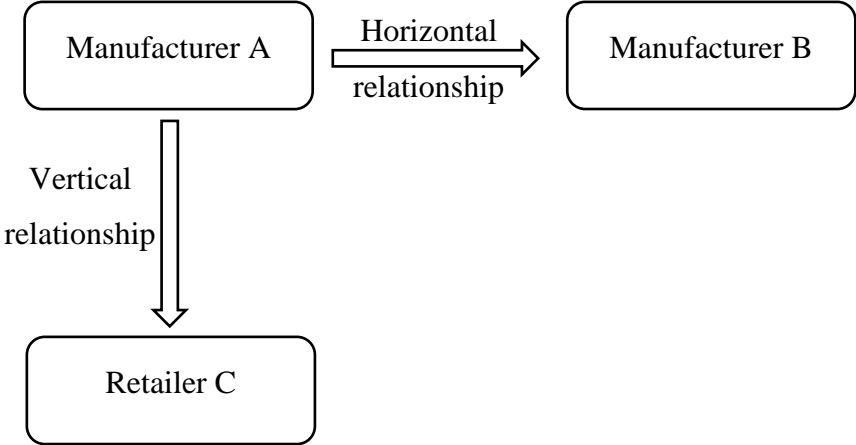 Manufacturer A
Horizontal
relationship
Manufacturer B
Vertical
relationship
Retailer C